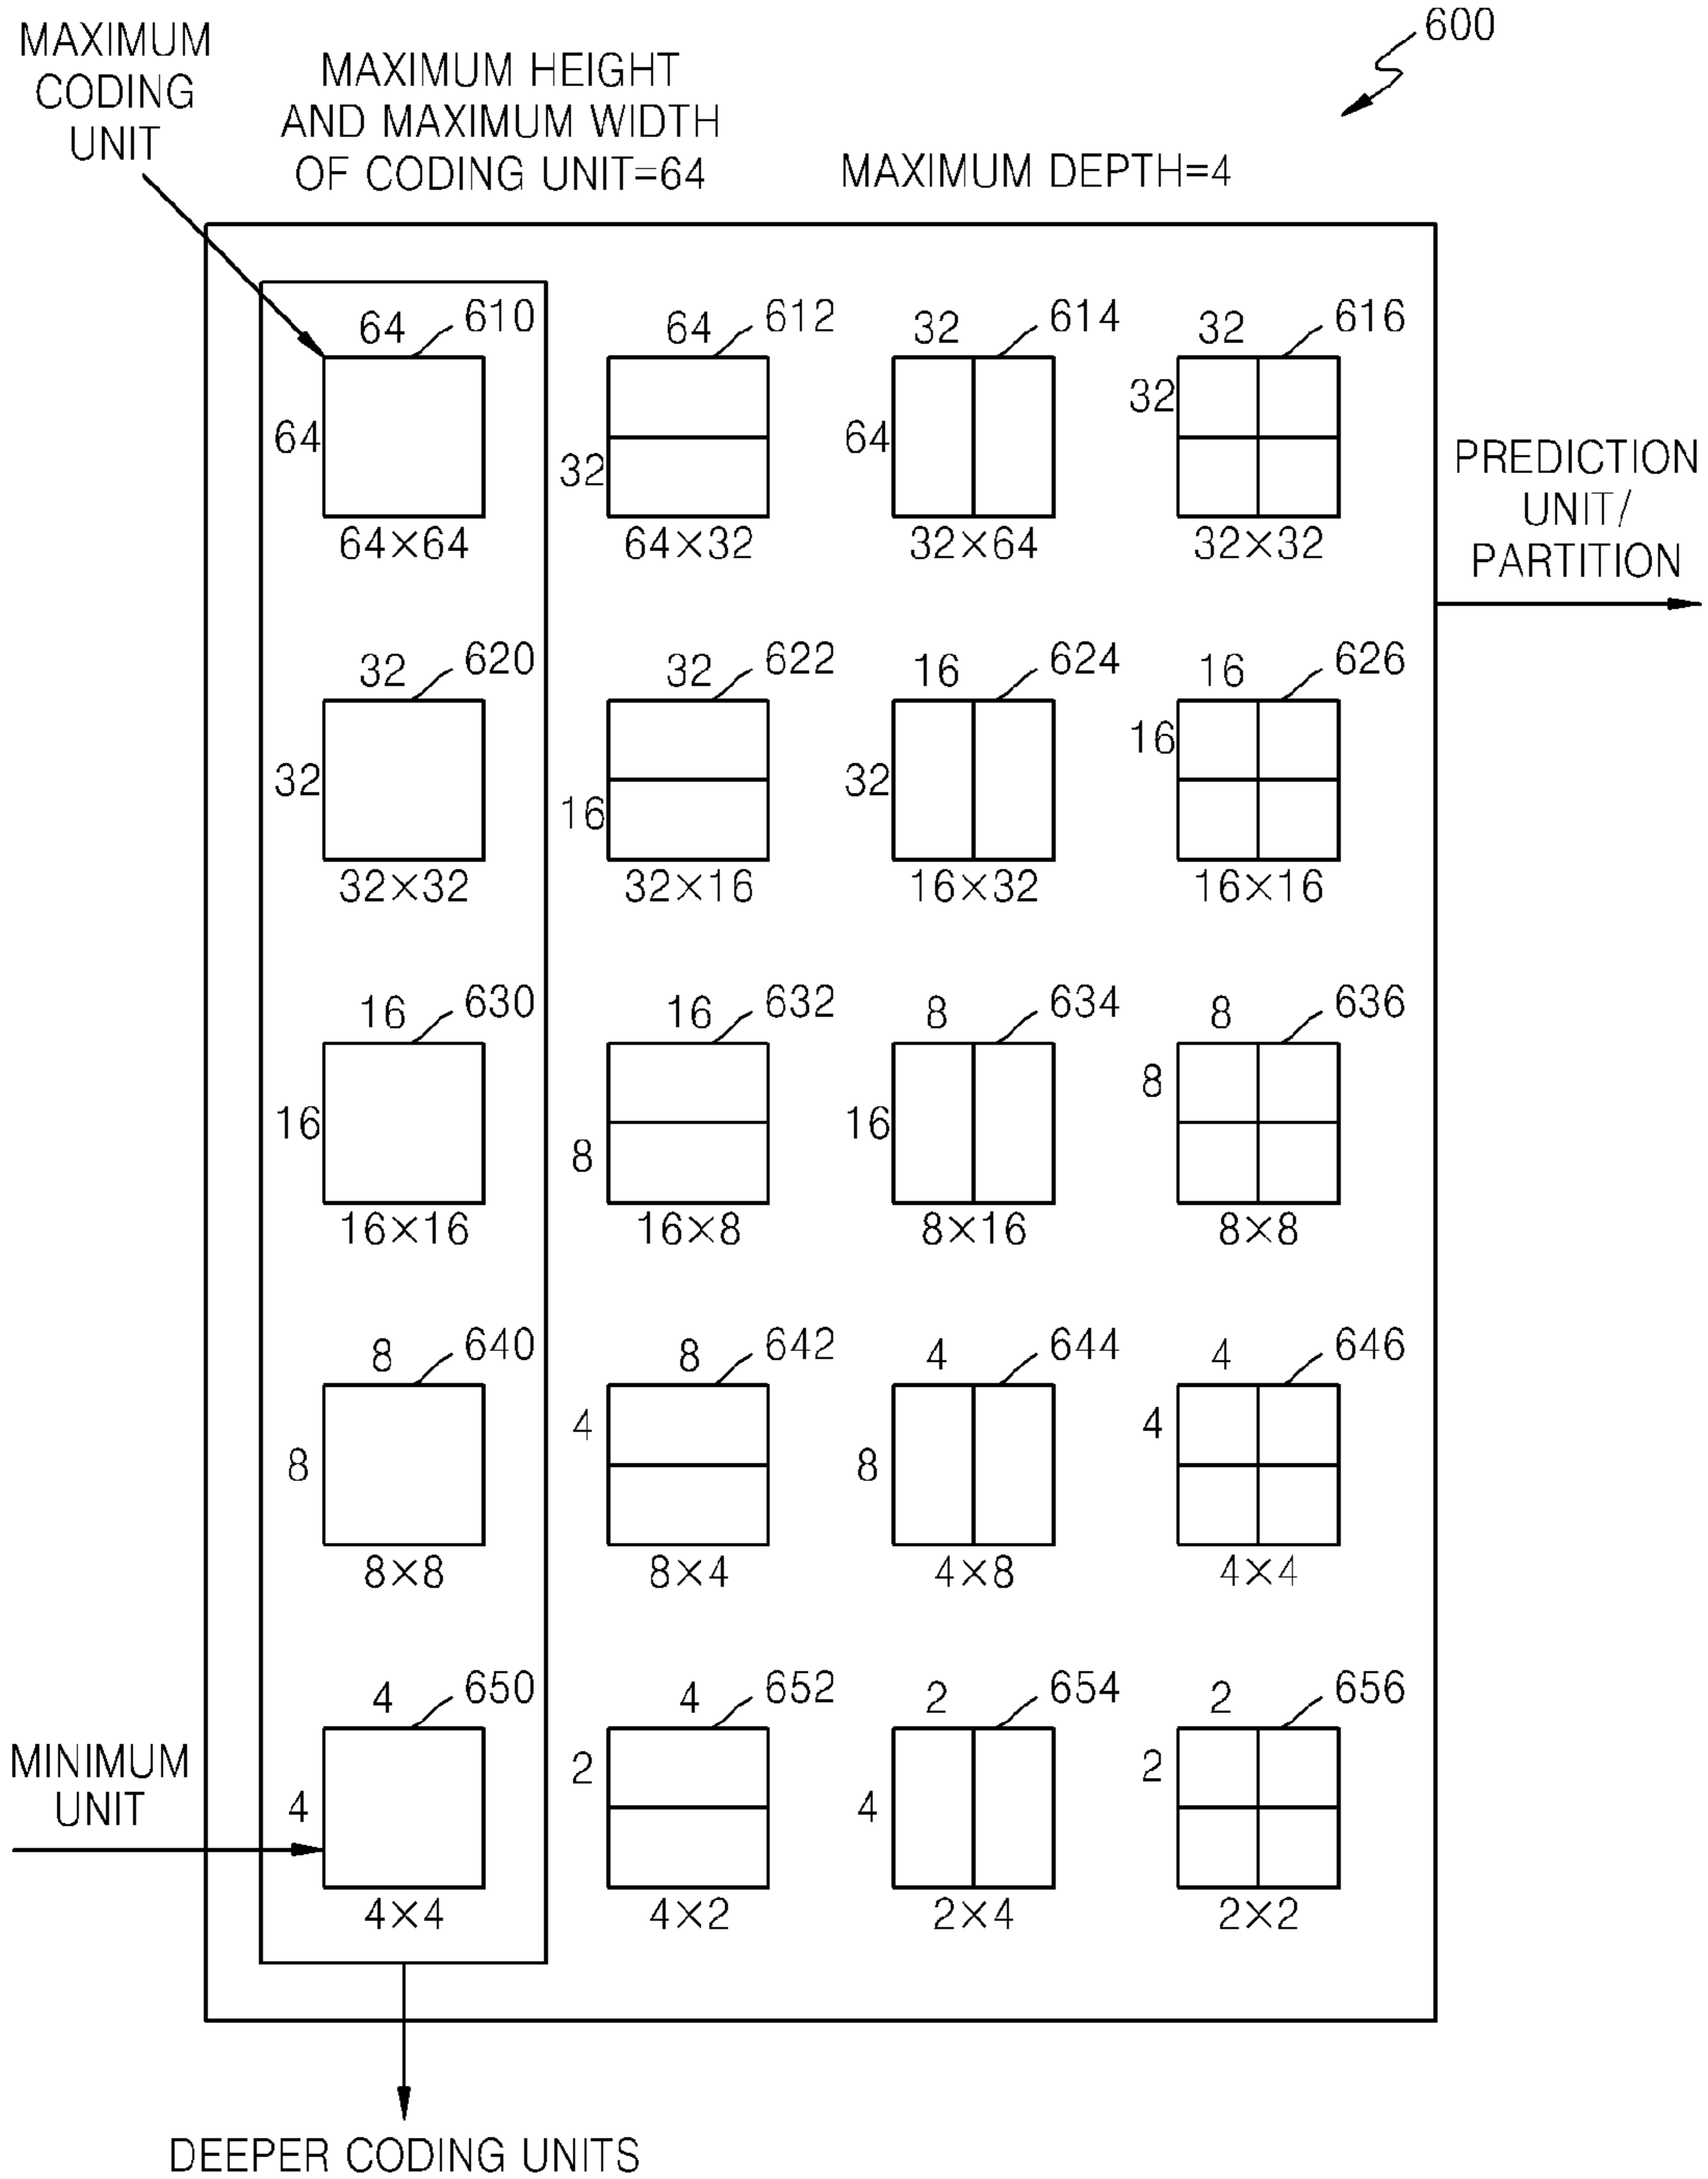 600
MAXIMUM
CODING
UNIT
MAXIMUM HEIGHT
AND MAXIMUM WIDTH
OF CODING UNIT=64
MAXIMUM DEPTH=4
64 610 64 612 32 614 32 616
64 32 64 32
64×64 64×32 32×64 32×32
PREDICTION
UNIT/
PARTITION
32 620 32 622 16 624 16 626
32 16 32 16
32×32 32×16 16×32 16×16
16 630 16 632 8 634 8 636
16 8 16 8
16×16 16×8 8×16 8×8
8 640 8 642 4 644 4 646
8 4 8 4
8×8 8×4 4×8 4×4
4 650 4 652 2 654 2 656
4 2 4 2
4×4 4×2 2×4 2×2
MINIMUM
UNIT
DEEPER CODING UNITS